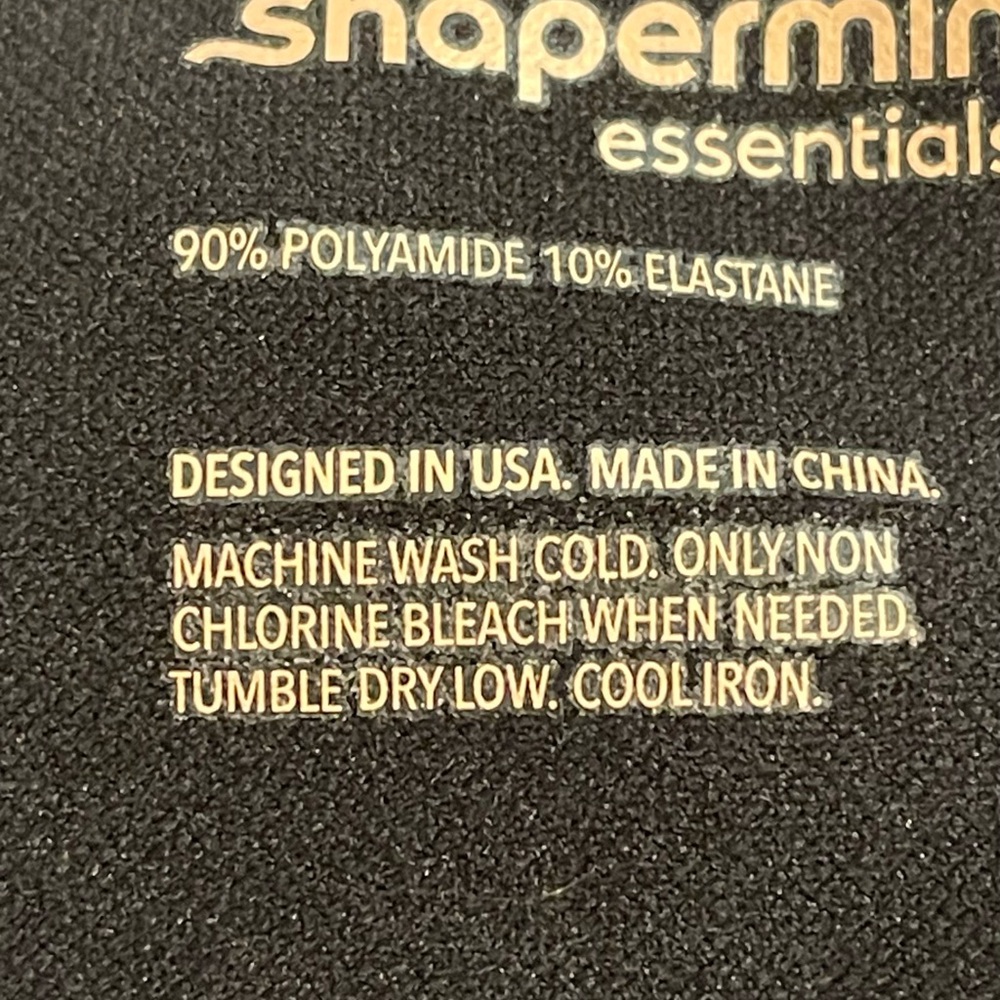 shapermin
essentials
90% POLYAMIDE 10% ELASTANE
DESIGNED IN USA. MADE IN CHINA.
MACHINE WASH COLD. ONLY NON
CHLORINE BLEACH WHEN NEEDED.
TUMBLE DRY LOW. COOL IRON.